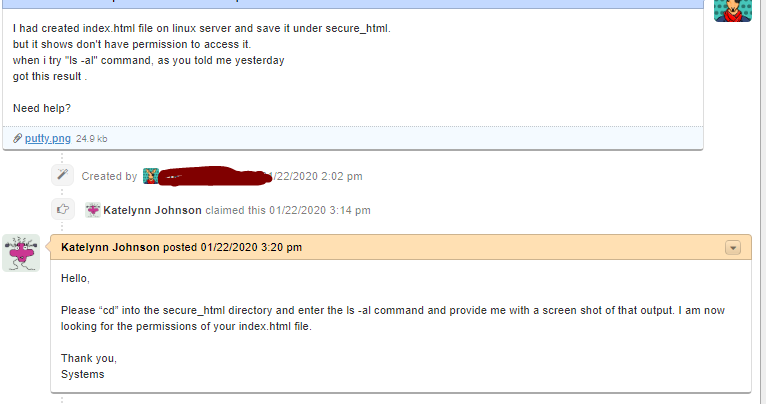 I had created index.html file on linux server and save it under secure_html.
but it shows don't have permission to access it.
when i try "ls -al" command, as you told me yesterday
got this result .
Need help?
putty.png 24.9 kb
Created by /22/2020 2:02 pm
Katelynn Johnson claimed this 01/22/2020 3:14 pm
Katelynn Johnson posted 01/22/2020 3:20 pm
Hello,
Please “cd” into the secure_html directory and enter the ls -al command and provide me with a screen shot of that output. I am now
looking for the permissions of your index.html file.
Thank you,
Systems